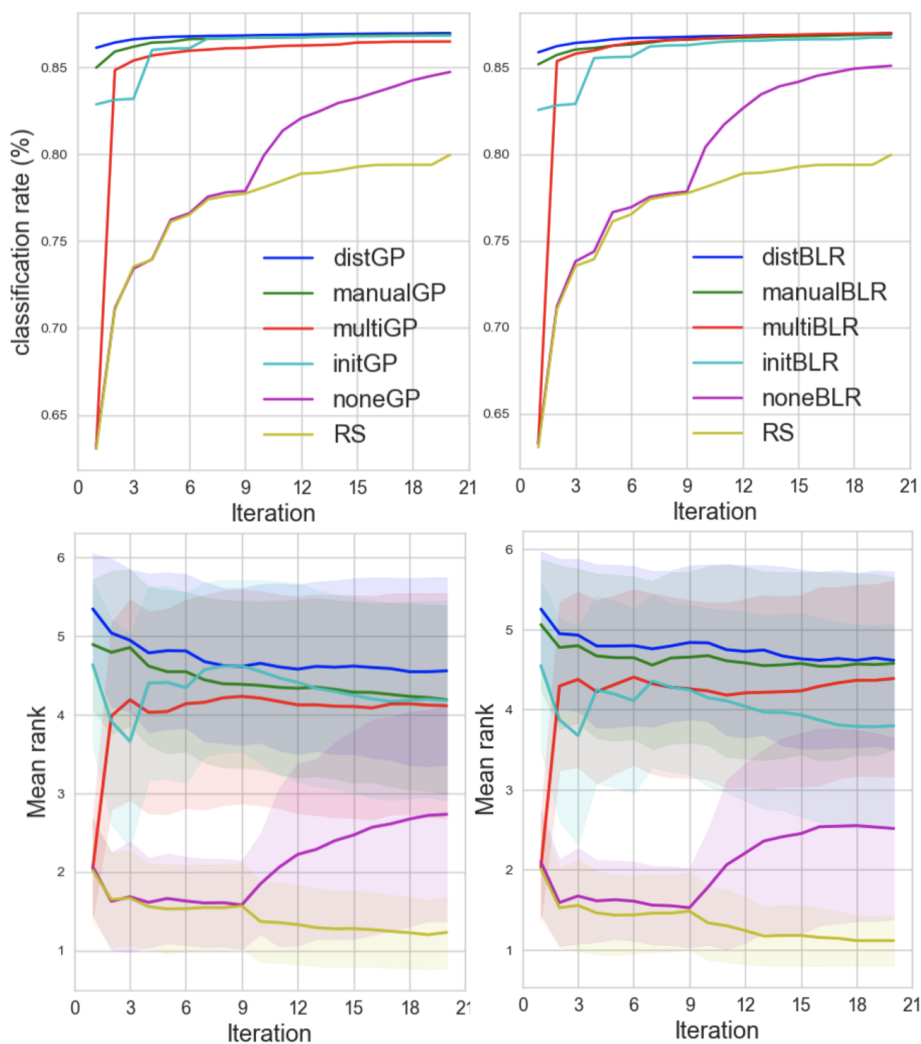 classification rate (%)
0.85
0.80
0.75
0.70
0.65
distGP
manualGP
multiGP
initGP
noneGP
RS
0 3 6 9 12 15 18 21
Iteration
0.85
0.80
0.75
0.70
0.65
distBLR
manualBLR
multiBLR
initBLR
noneBLR
RS
0 3 6 9 12 15 18 21
Iteration
Mean rank
6
5
4
3
2
1
0 3 6 9 12 15 18 21
Iteration
Mean rank
6
5
4
3
2
1
0 3 6 9 12 15 18 21
Iteration